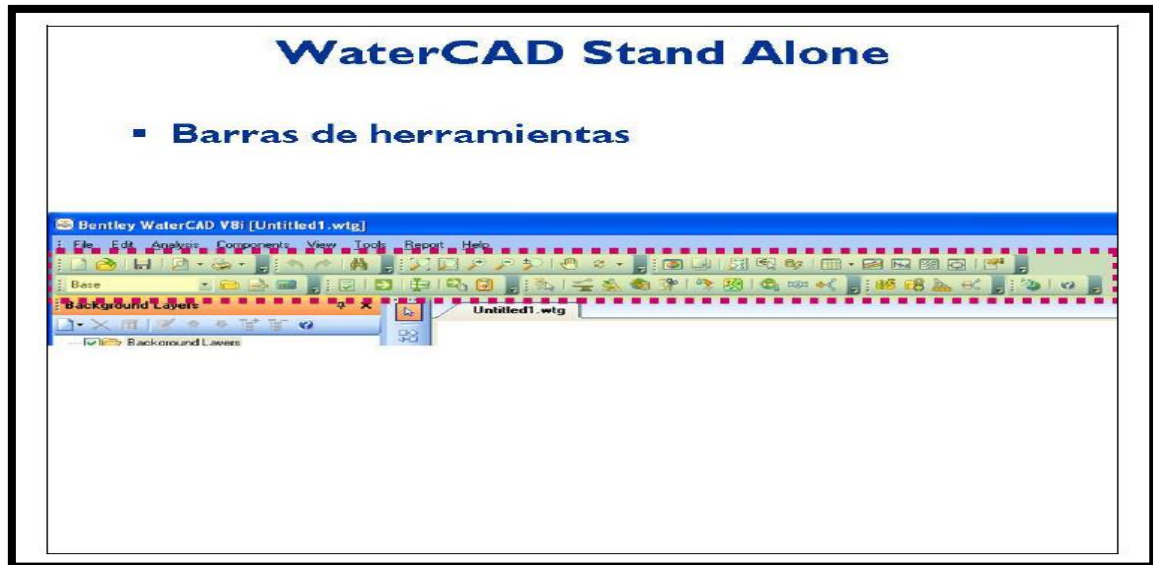 WaterCAD Stand Alone
▪ Barras de herramientas
Bentley WaterCAD V8i [Untitled1.wtg]
File Edit Analysis Components View Tools Report Help
Base
Background Layers
Untitled1.wtg
Background Layers